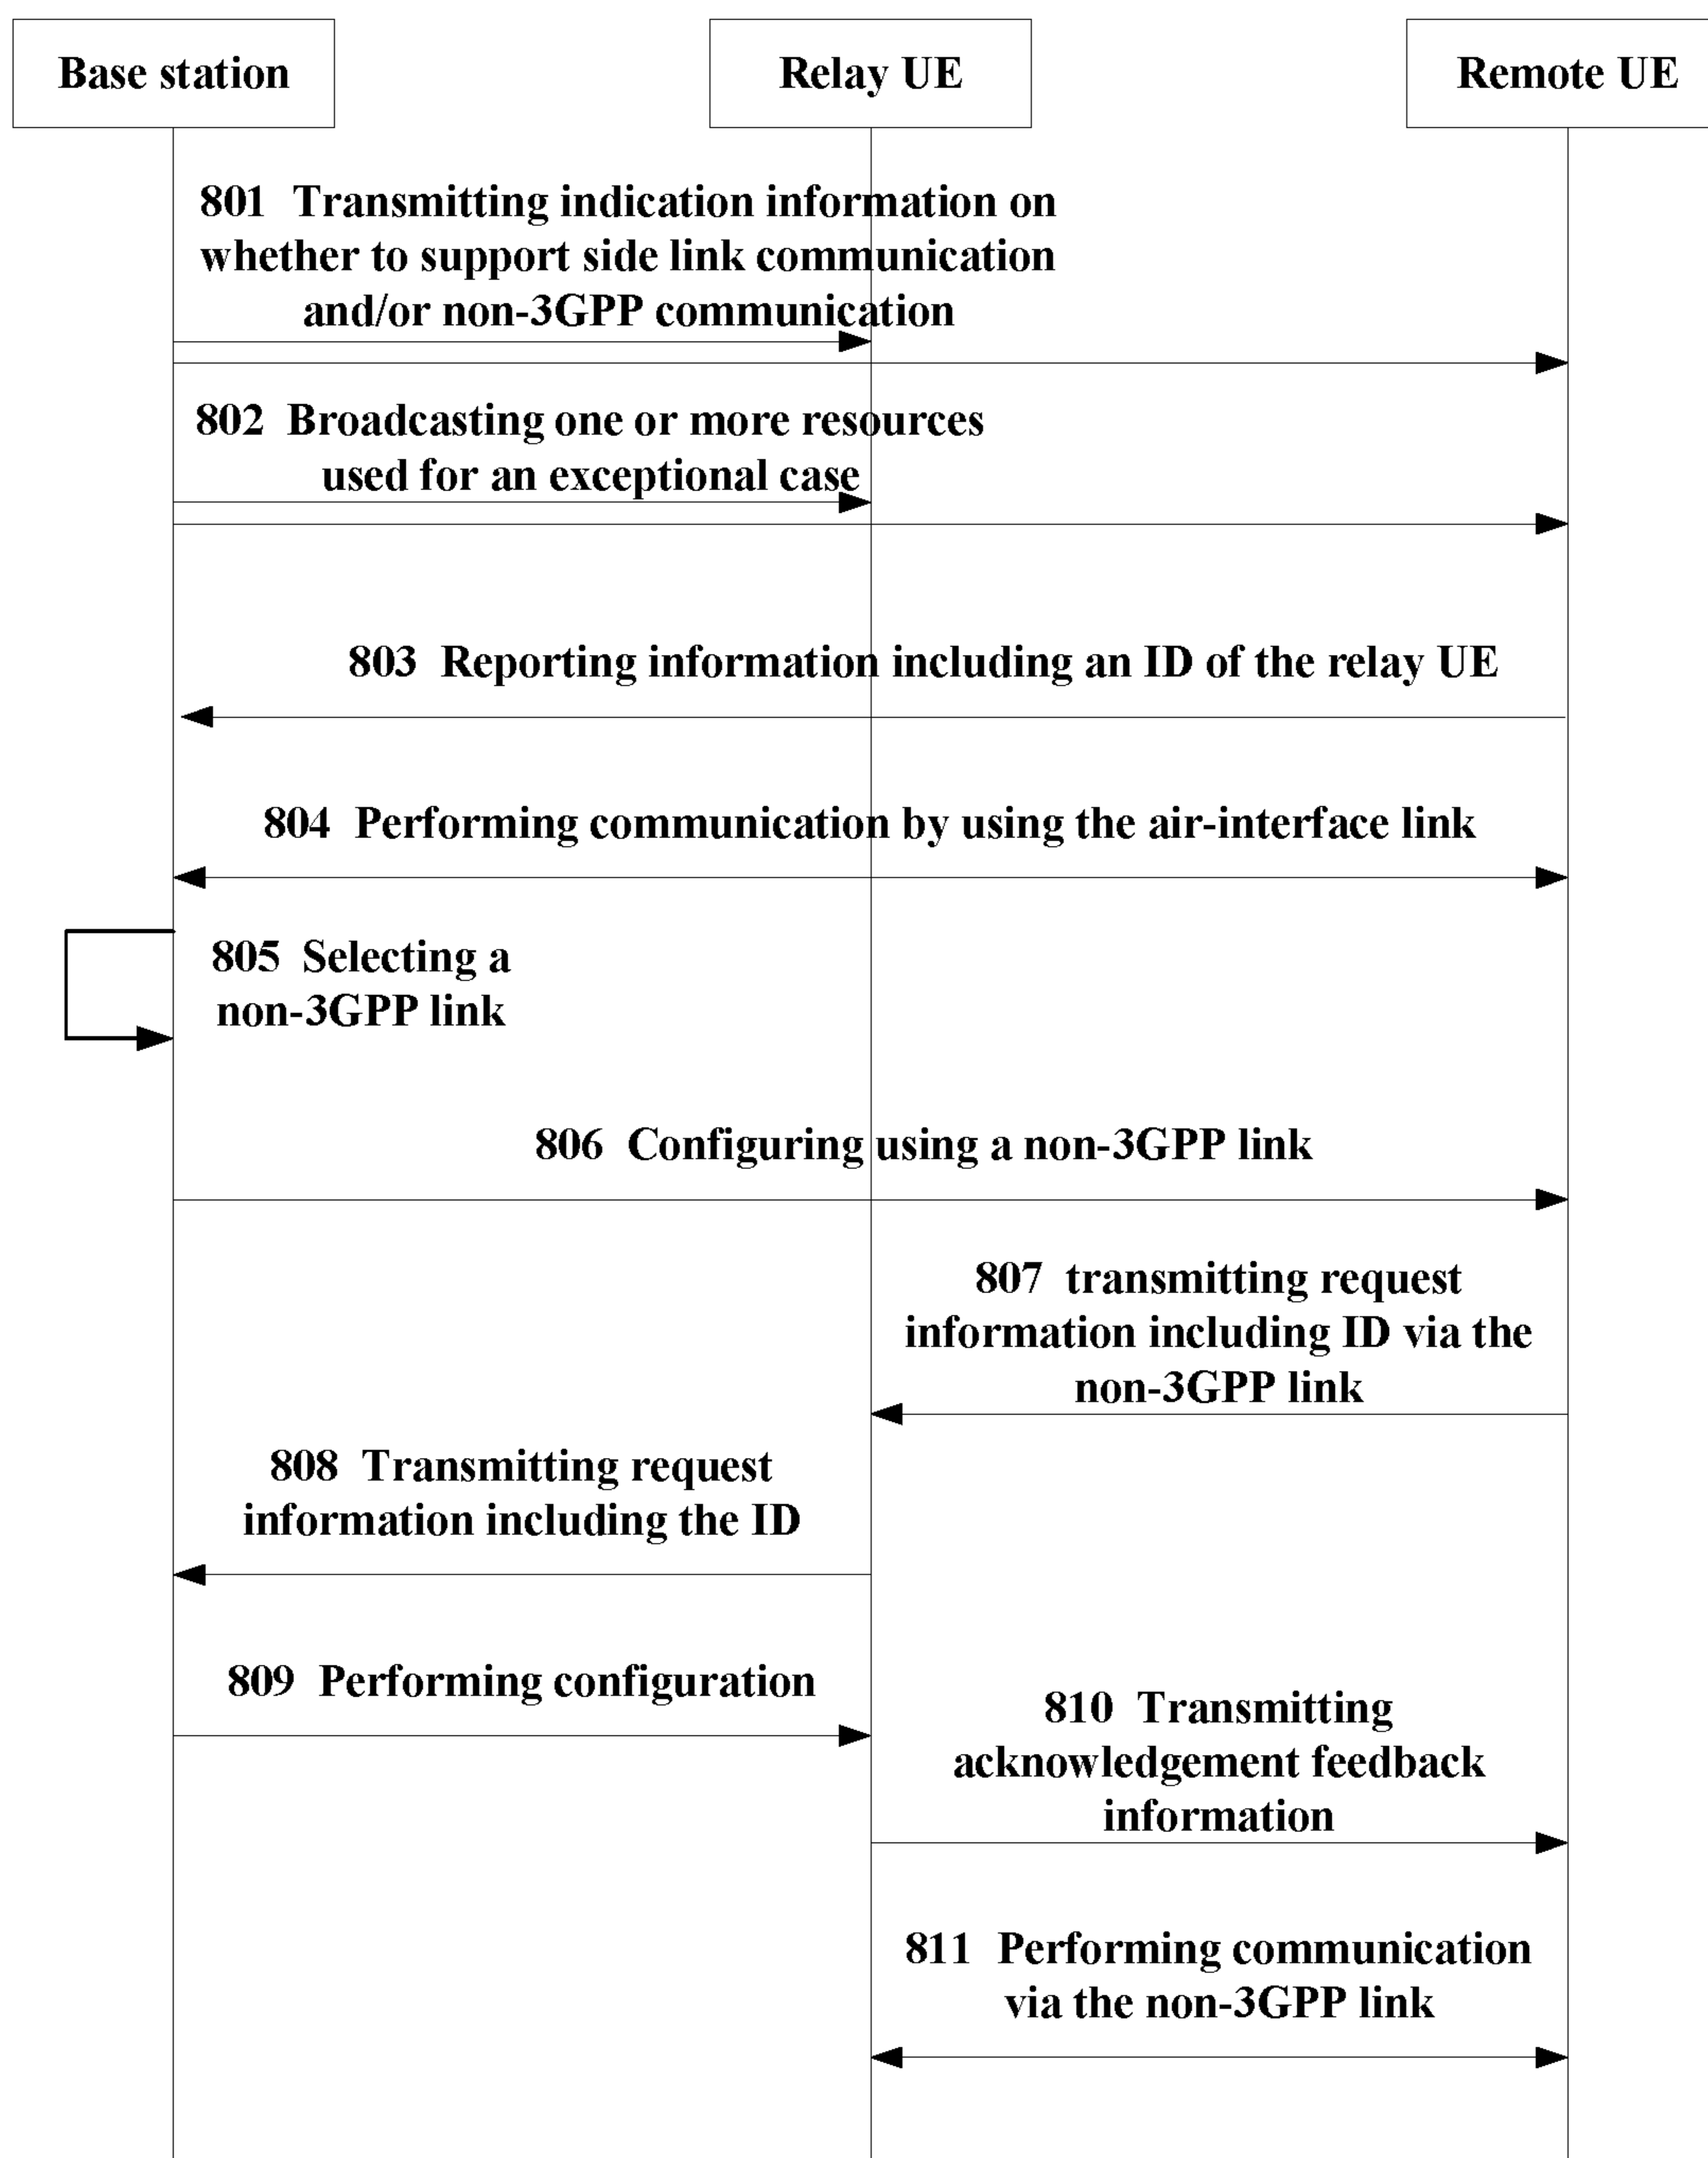 Base station
Relay UE
Remote UE
801 Transmitting indication information on
whether to support side link communication
and/or non-3GPP communication
802 Broadcasting one or more resources
used for an exceptional case
803 Reporting information including an ID of the relay UE
804 Performing communication by using the air-interface link
805 Selecting a
non-3GPP link
806 Configuring using a non-3GPP link
807 transmitting request
information including ID via the
non-3GPP link
808 Transmitting request
information including the ID
809 Performing configuration
810 Transmitting
acknowledgement feedback
information
811 Performing communication
via the non-3GPP link